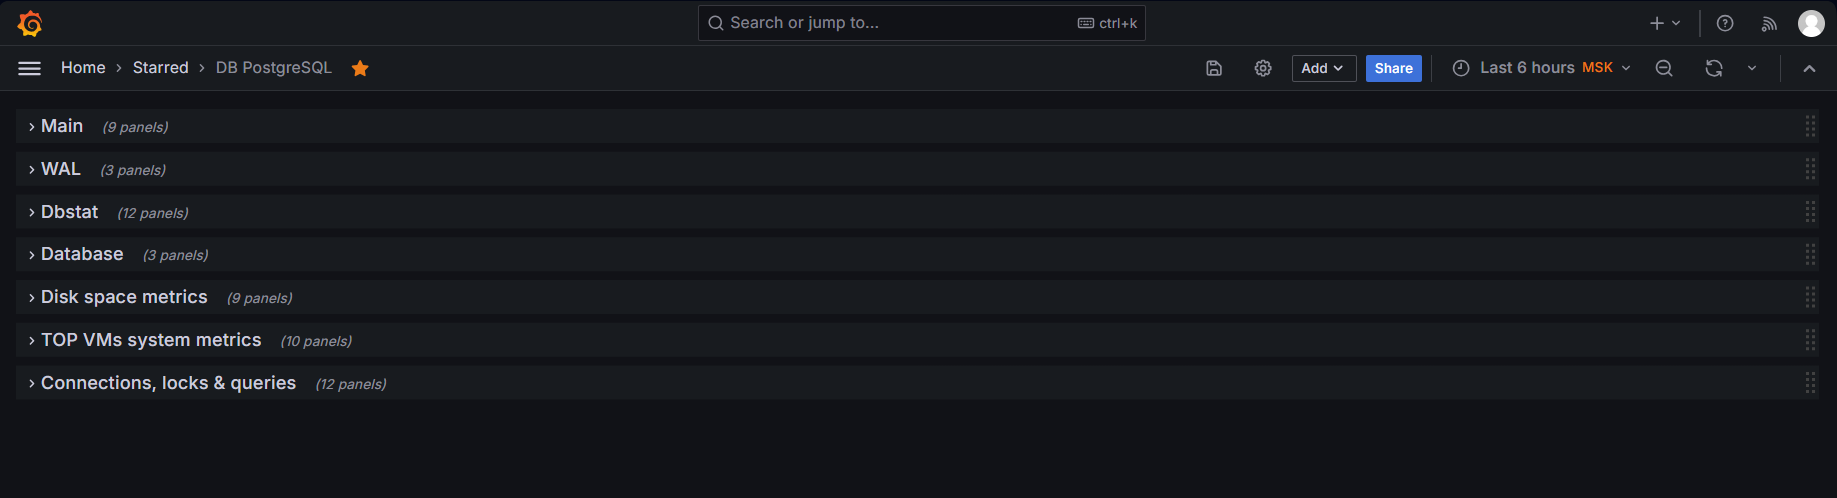 Search or jump to... ctrl+k
Home › Starred › DB PostgreSQL Add Share Last 6 hours MSK
Main (9 panels)
WAL (3 panels)
Dbstat (12 panels)
Database (3 panels)
Disk space metrics (9 panels)
TOP VMs system metrics (10 panels)
Connections, locks & queries (12 panels)